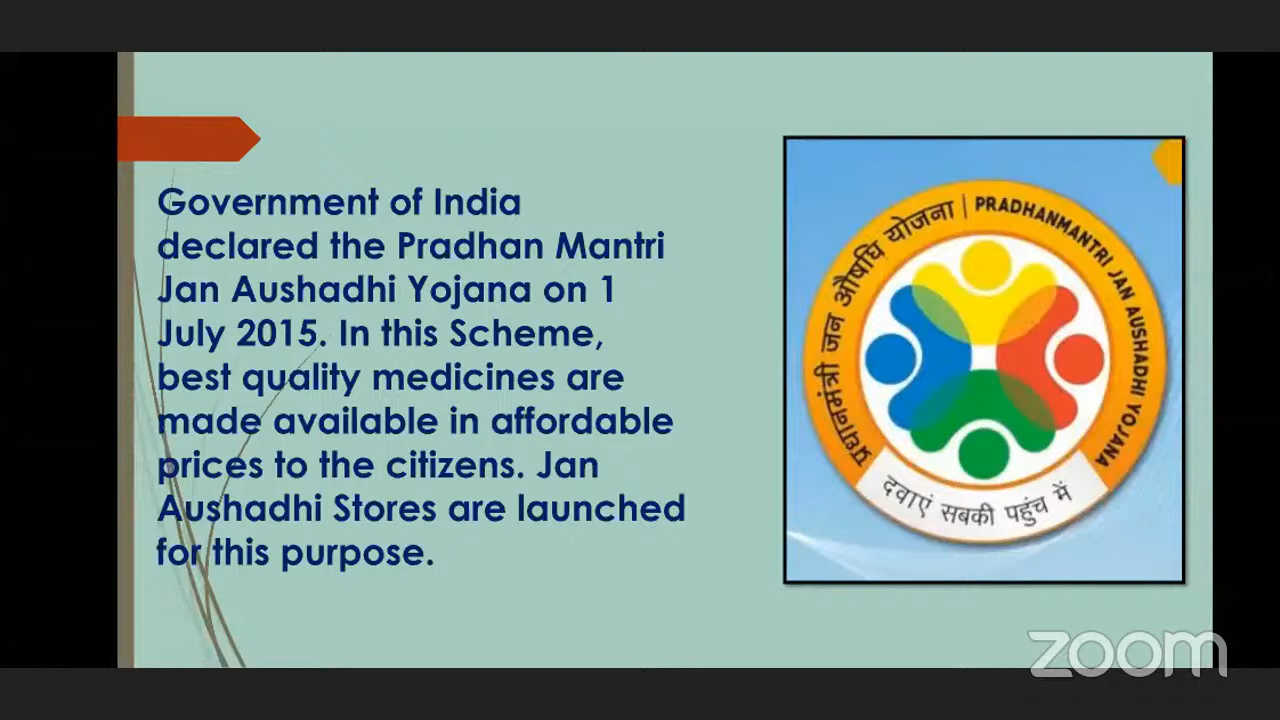 Government of India
declared the Pradhan Mantri
Jan Aushadhi Yojana on 1
July 2015. In this Scheme,
best quality medicines are
made available in affordable
prices to the citizens. Jan
Aushadhi Stores are launched
for this purpose.
प्रधानमंत्री जन औषधि योजना | PRADHANMANTRI JAN AUSHADHI YOJANA
दवाएं सबकी पहुंच में
zoom